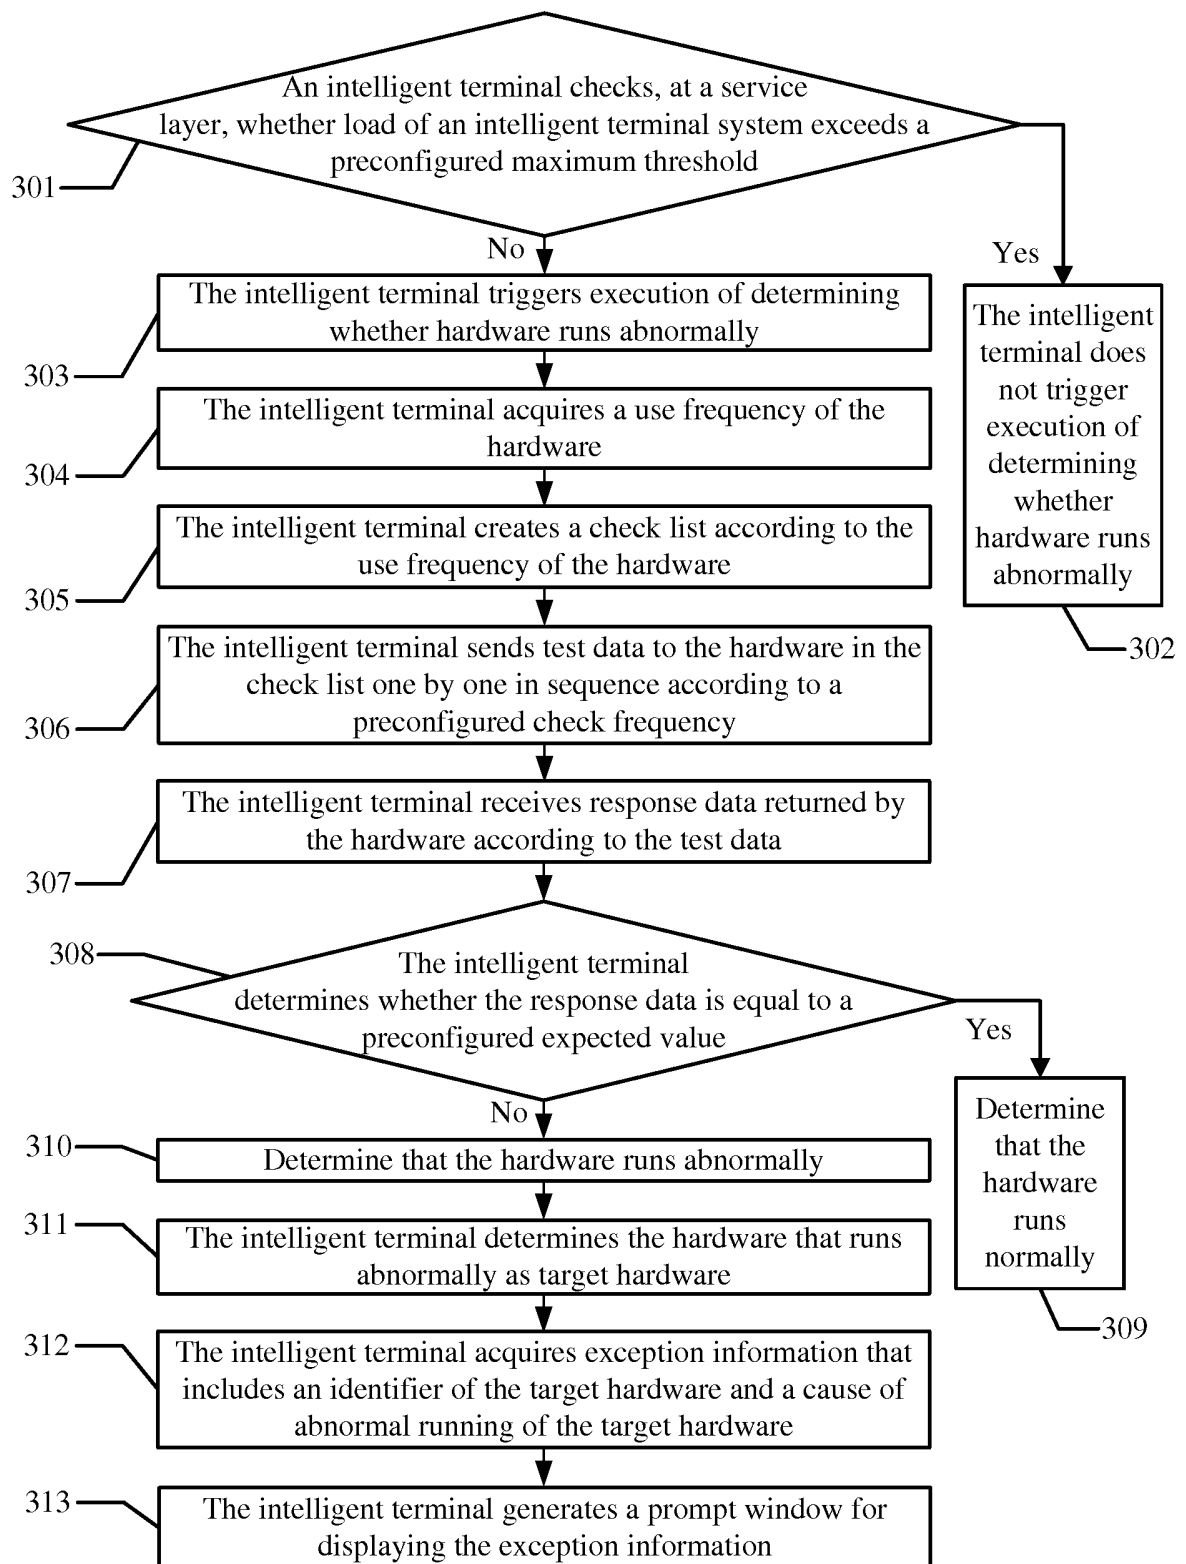 An intelligent terminal checks, at a service
layer, whether load of an intelligent terminal system exceeds a
preconfigured maximum threshold
301
No
Yes
The intelligent terminal triggers execution of determining
whether hardware runs abnormally
303
The intelligent
terminal does
not trigger
execution of
determining
whether
hardware runs
abnormally
302
The intelligent terminal acquires a use frequency of the
hardware
304
The intelligent terminal creates a check list according to the
use frequency of the hardware
305
The intelligent terminal sends test data to the hardware in the
check list one by one in sequence according to a
preconfigured check frequency
306
The intelligent terminal receives response data returned by
the hardware according to the test data
307
308
The intelligent terminal
determines whether the response data is equal to a
preconfigured expected value
Yes
No
Determine
that the
hardware
runs
normally
309
310
Determine that the hardware runs abnormally
311
The intelligent terminal determines the hardware that runs
abnormally as target hardware
312
The intelligent terminal acquires exception information that
includes an identifier of the target hardware and a cause of
abnormal running of the target hardware
313
The intelligent terminal generates a prompt window for
displaying the exception information